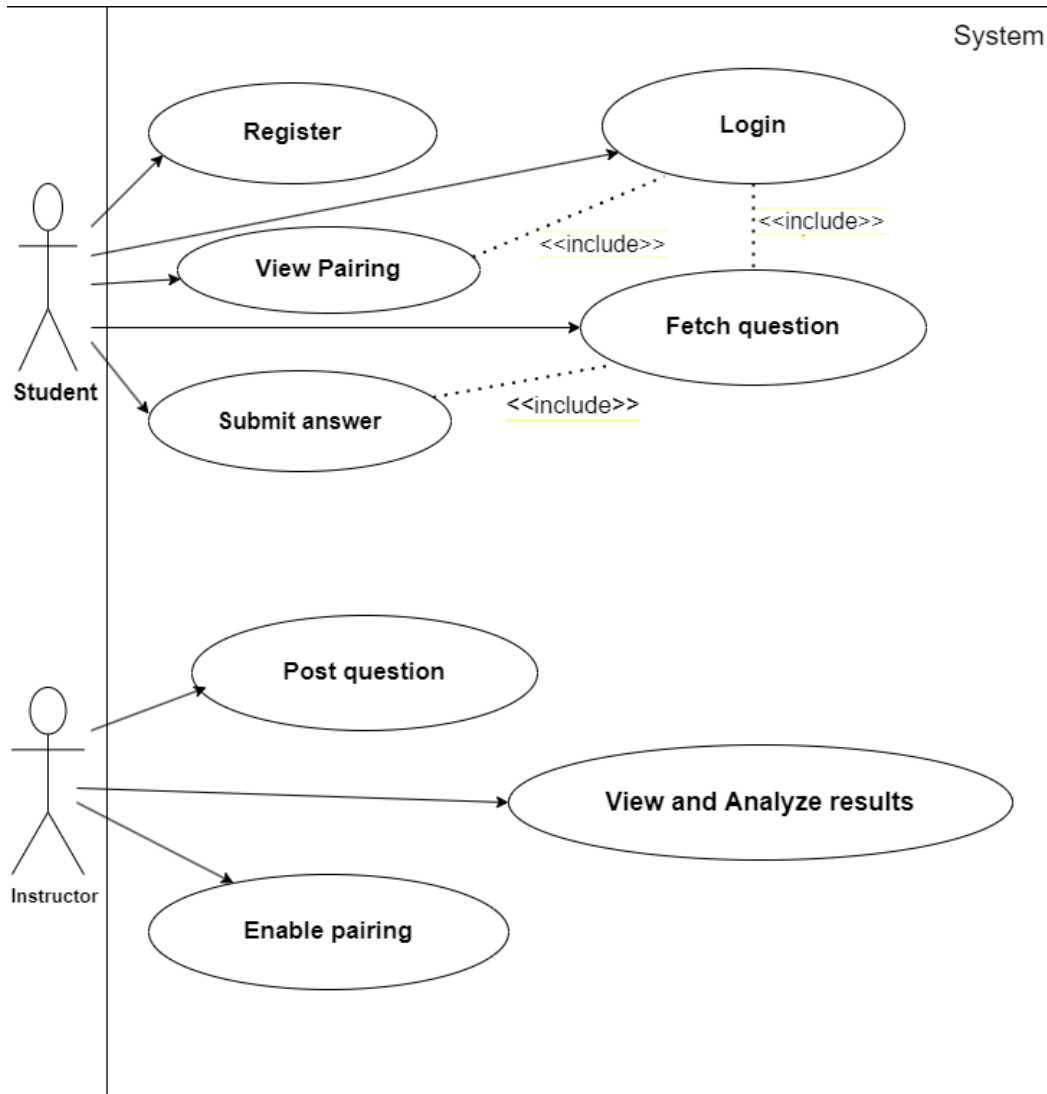 System
Register
Login
<<include>>
<<include>>
View Pairing
Fetch question
Student
<<include>>
Submit answer
Post question
View and Analyze results
Instructor
Enable pairing